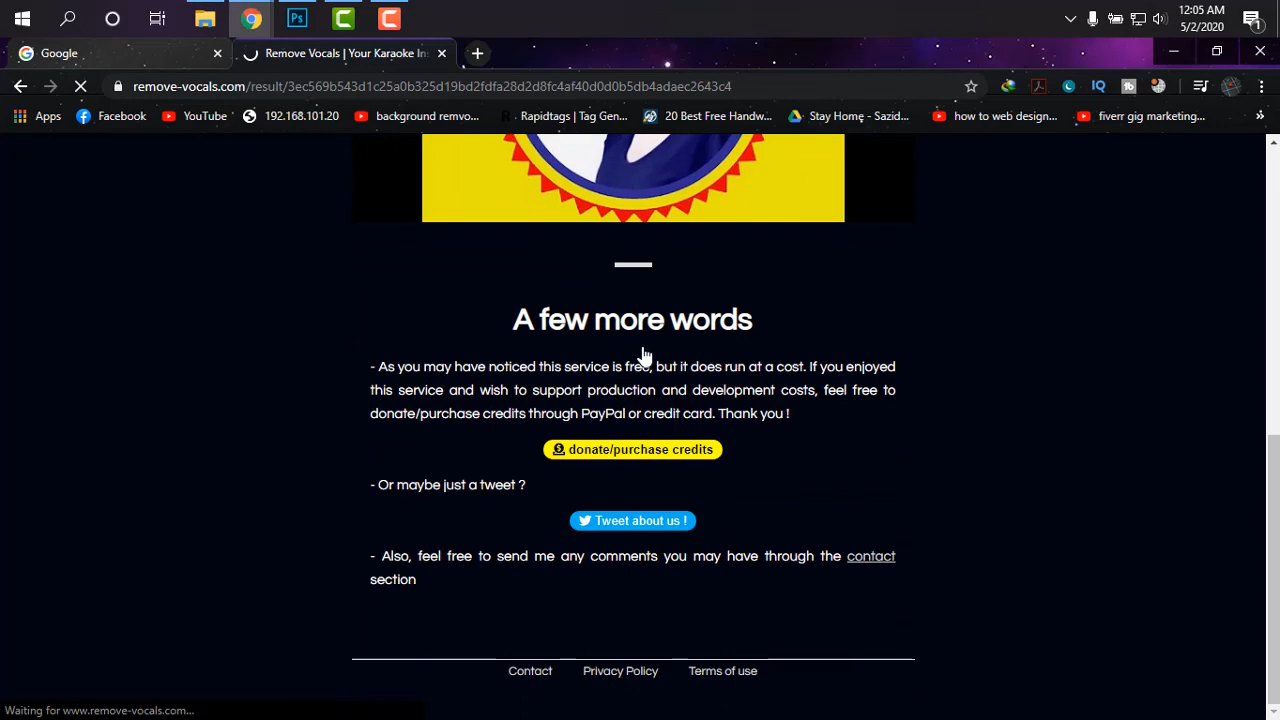 12:05 AM
5/2/2020
1
Google
Remove Vocals | Your Karaoke In
remove-vocals.com/result/3ec569b543d1c25a0b325d19bd2fdfa28d2d8fc4af40d0d0b5db4adaec2643c4
Apps Facebook YouTube 192.168.101.20 background remvo... Rapidtags | Tag Gen... 20 Best Free Handw... Stay Home - Sazid... how to web design... fiverr gig marketing... »
A few more words
- As you may have noticed this service is free, but it does run at a cost. If you enjoyed
this service and wish to support production and development costs, feel free to
donate/purchase credits through PayPal or credit card. Thank you !
donate/purchase credits
- Or maybe just a tweet ?
Tweet about us !
- Also, feel free to send me any comments you may have through the contact
section
Contact Privacy Policy Terms of use
Waiting for www.remove-vocals.com...